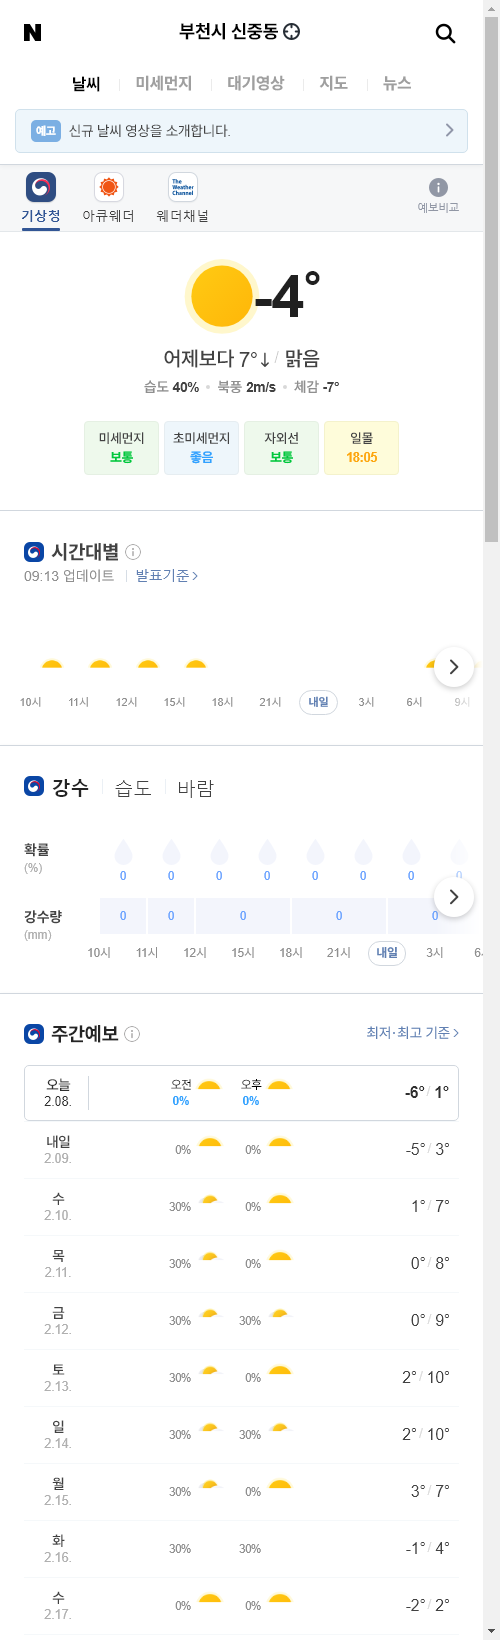 N 부천시 신중동
날씨 미세먼지 대기영상 지도 뉴스
예고 신규 날씨 영상을 소개합니다.
The Weather Channel
기상청 아큐웨더 웨더채널 예보비교
-4°
어제보다 7°↓ / 맑음
습도 40% • 북풍 2m/s • 체감 -7°
미세먼지 초미세먼지 자외선 일몰
보통 좋음 보통 18:05
시간대별
09:13 업데이트 발표기준 >
10시 11시 12시 15시 18시 21시 내일 3시 6시 9시
강수 습도 바람
확률
(%)
0 0 0 0 0 0 0 0
강수량
(mm)
0 0 0 0 0
10시 11시 12시 15시 18시 21시 내일 3시 6
주간예보 최저·최고 기준 >
오늘 오전 오후
2.08. 0% 0% -6° / 1°
내일
2.09. 0% 0% -5° / 3°
수
2.10. 30% 0% 1° / 7°
목
2.11. 30% 0% 0° / 8°
금
2.12. 30% 30% 0° / 9°
토
2.13. 30% 0% 2° / 10°
일
2.14. 30% 30% 2° / 10°
월
2.15. 30% 0% 3° / 7°
화
2.16. 30% 30% -1° / 4°
수
2.17. 0% 0% -2° / 2°